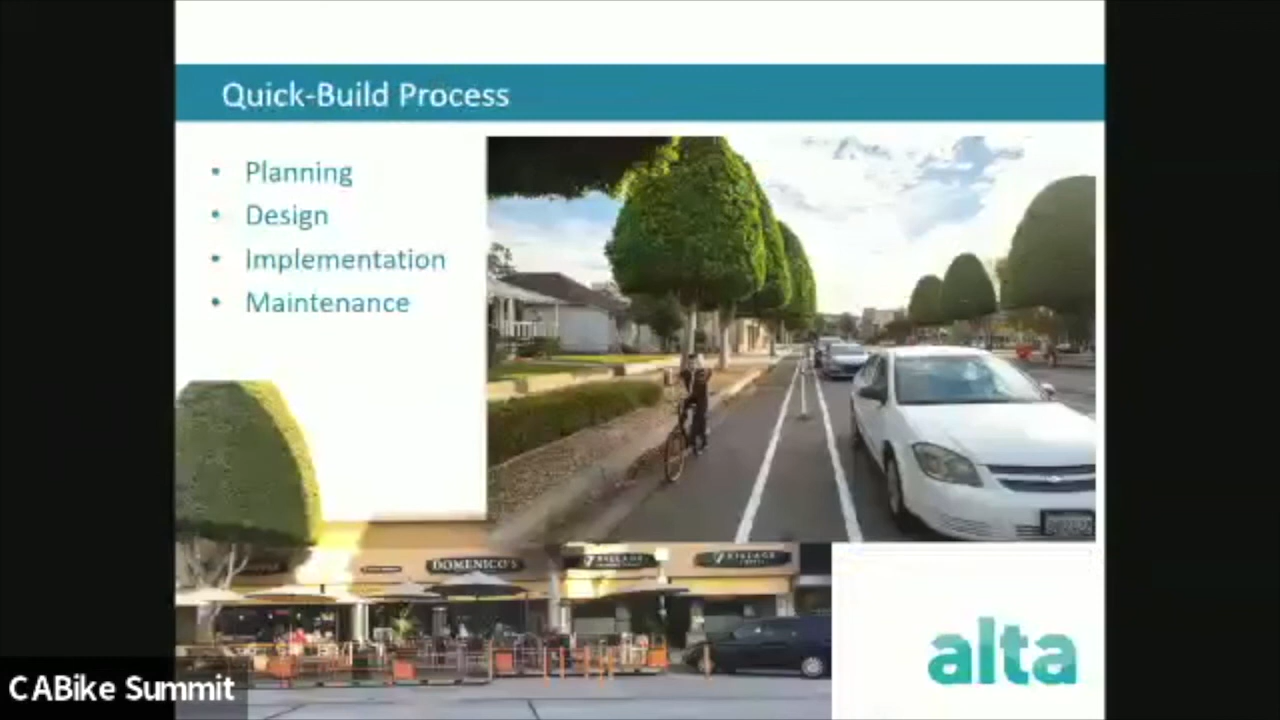 Quick-Build Process
• Planning
• Design
• Implementation
• Maintenance
DOMENICO'S
VILLAGE
VILLAGE
alta
CABike Summit